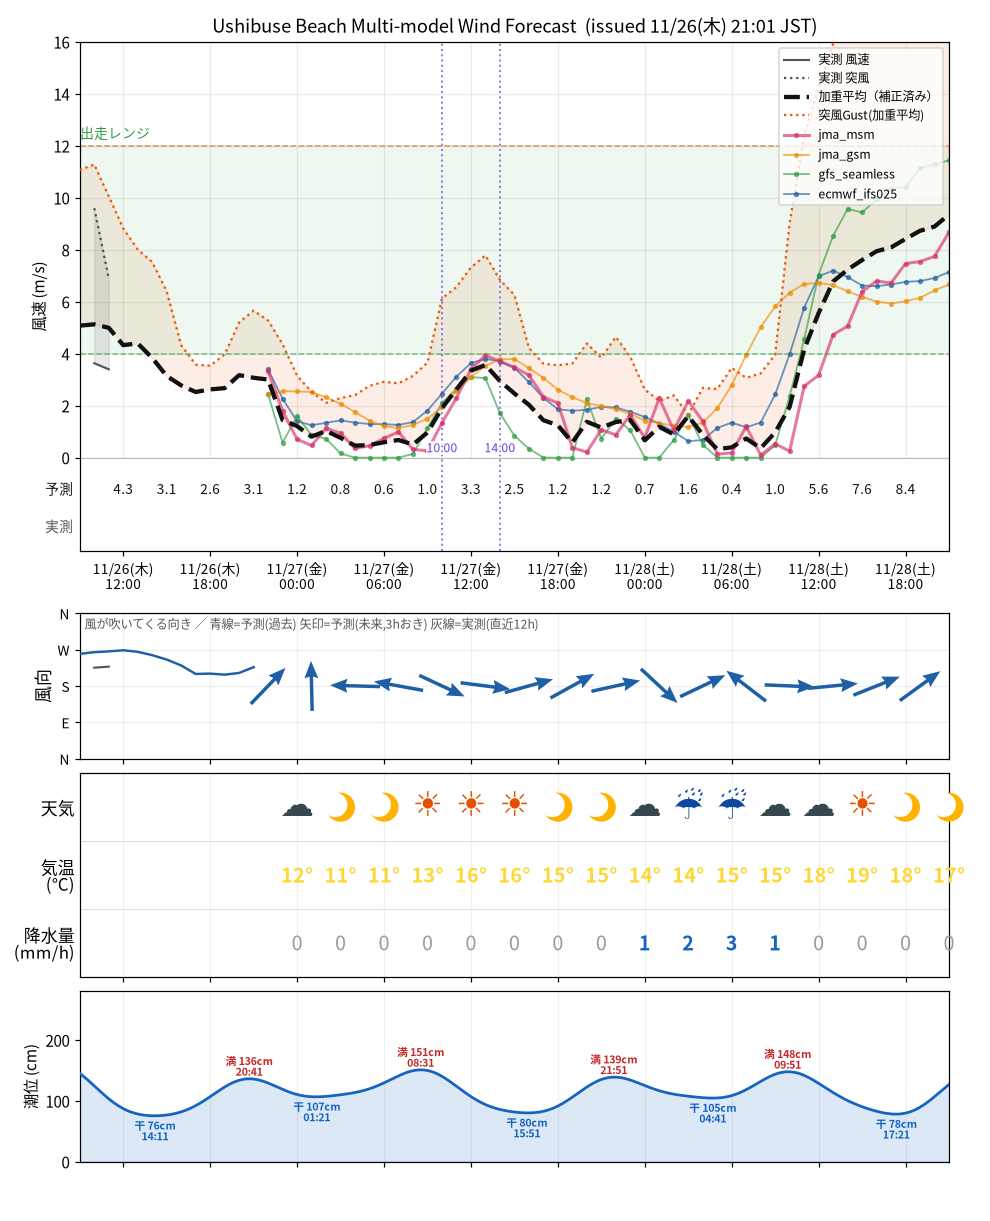 Ushibuse Beach Multi-model Wind Forecast (issued 11/26(木) 21:01 JST)
風速 (m/s)
16
14
12
10
8
6
4
2
0
出走レンジ
実測 風速
実測 突風
加重平均（補正済み）
突風Gust(加重平均)
jma_msm
jma_gsm
gfs_seamless
ecmwf_ifs025
10:00
14:00
予測 4.3 3.1 2.6 3.1 1.2 0.8 0.6 1.0 3.3 2.5 1.2 1.2 0.7 1.6 0.4 1.0 5.6 7.6 8.4
実測
11/26(木) 11/26(木) 11/27(金) 11/27(金) 11/27(金) 11/27(金) 11/28(土) 11/28(土) 11/28(土) 11/28(土)
12:00 18:00 00:00 06:00 12:00 18:00 00:00 06:00 12:00 18:00
風向
N
W
S
E
N
風が吹いてくる向き ／ 青線=予測(過去) 矢印=予測(未来,3hおき) 灰線=実測(直近12h)
天気
気温
(℃)
12° 11° 11° 13° 16° 16° 15° 15° 14° 14° 15° 15° 18° 19° 18° 17°
降水量
(mm/h)
0 0 0 0 0 0 0 0 1 2 3 1 0 0 0 0
潮位 (cm)
200
100
0
満 136cm
20:41
満 151cm
08:31
満 139cm
21:51
満 148cm
09:51
干 76cm
14:11
干 107cm
01:21
干 80cm
15:51
干 105cm
04:41
干 78cm
17:21